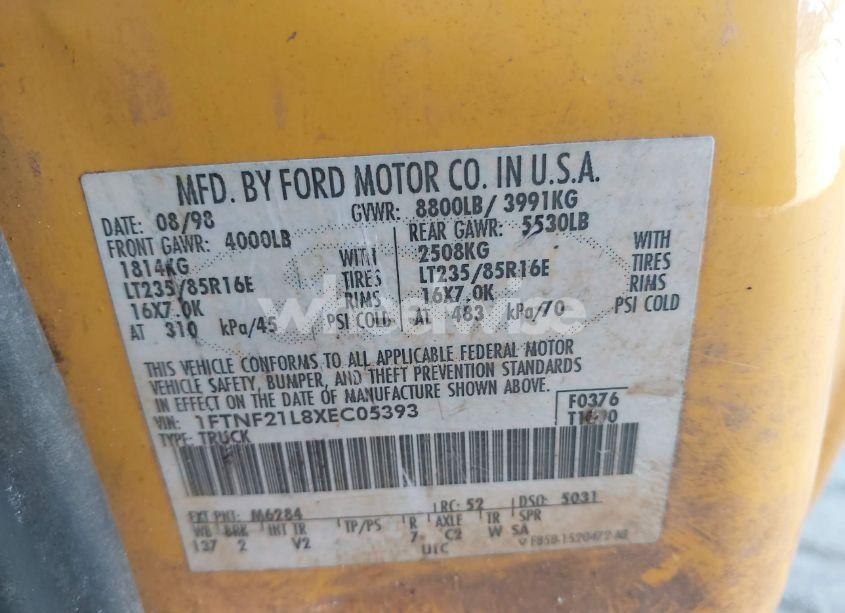 MFD. BY FORD MOTOR CO. IN U.S.A.
DATE: 08/98 GVWR: 8800LB/ 3991KG
FRONT GAWR: 4000LB REAR GAWR: 5530LB
1814KG WITH 2508KG WITH
LT235/85R16E TIRES LT235/85R16E TIRES
16X7.0K RIMS 16X7.0K RIMS
AT 310 kPa/45 PSI COLD AT 483 kPa/70 PSI COLD
wheelwise
THIS VEHICLE CONFORMS TO ALL APPLICABLE FEDERAL MOTOR
VEHICLE SAFETY, BUMPER, AND THEFT PREVENTION STANDARDS
IN EFFECT ON THE DATE OF MANUFACTURE SHOWN ABOVE.
VIN: 1FTNF21L8XEC05393 F0376
TYPE: TRUCK
EXT PNT: M6284 RC: 52 DSO: 5031
WB BRK INT TR TP/PS R AXLE TR SPR
137 2 V2 7 C2 W SA
UTC